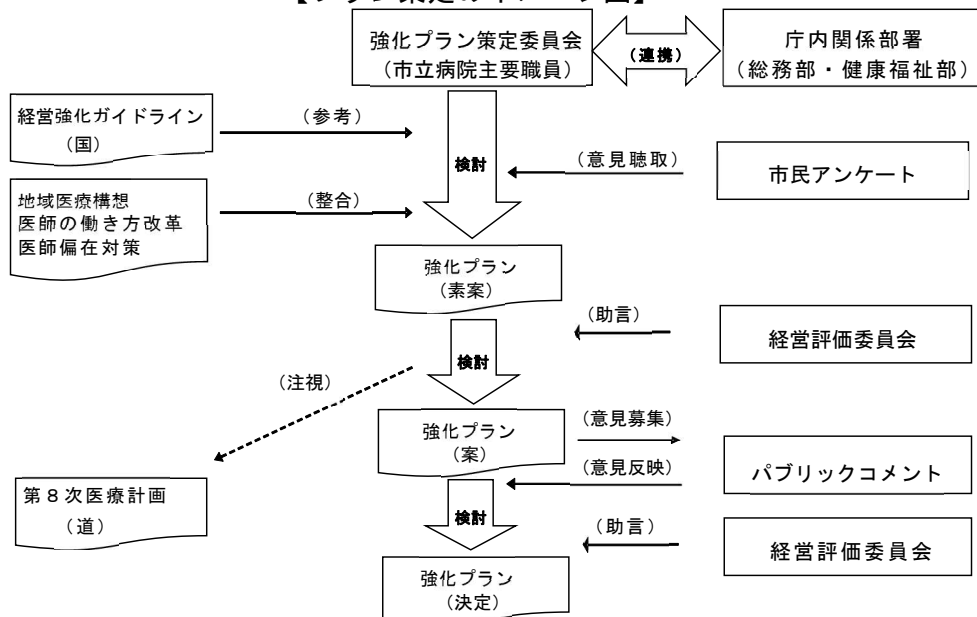 強化プラン策定委員会
(市立病院主要職員)
(連携)
庁内関係部署
(総務部・健康福祉部)
経営強化ガイドライン
(国)
(参考)
検討
(意見聴取)
市民アンケート
地域医療構想
医師の働き方改革
医師偏在対策
(整合)
強化プラン
(素案)
(助言)
経営評価委員会
検討
(注視)
強化プラン
(案)
(意見募集)
(意見反映)
パブリックコメント
第8次医療計画
(道)
検討
(助言)
経営評価委員会
強化プラン
(決定)